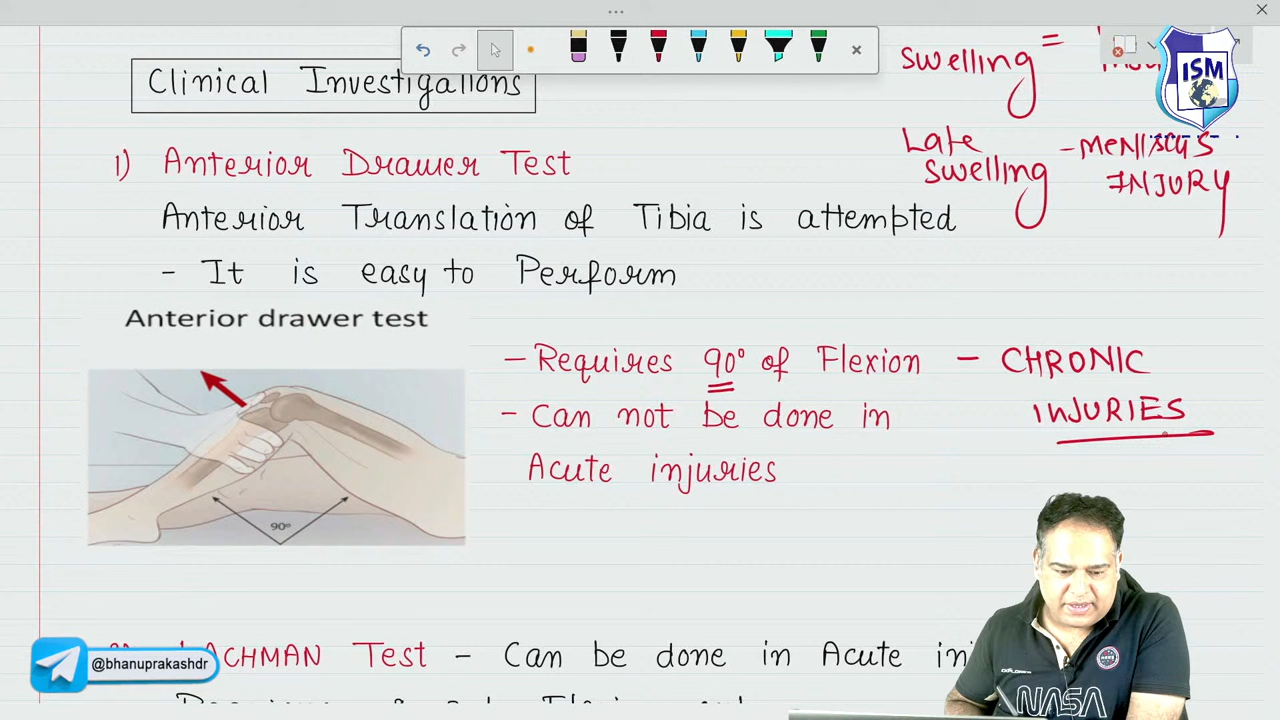 Swelling =
ISM
Clinical Investigations
Late
swelling
- MENISCUS
INJURY
1) Anterior Drawer Test
Anterior Translation of Tibia is attempted
- It is easy to Perform
Anterior drawer test
90°
- Requires 90° of Flexion - CHRONIC
INJURIES
- Can not be done in
Acute injuries
LACHMAN Test - Can be done in Acute
@bhanuprakashdr
NASA